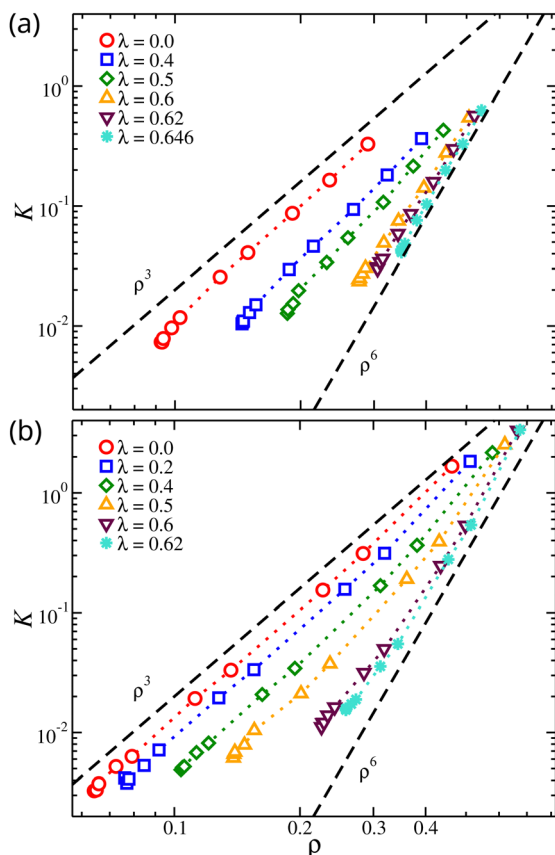 (a)
λ = 0.0
λ = 0.4
λ = 0.5
λ = 0.6
λ = 0.62
λ = 0.646
10⁰
10⁻¹
10⁻²
K
ρ³
ρ⁶
(b)
λ = 0.0
λ = 0.2
λ = 0.4
λ = 0.5
λ = 0.6
λ = 0.62
10⁰
10⁻¹
10⁻²
K
ρ³
ρ⁶
0.1 0.2 0.3 0.4
ρ